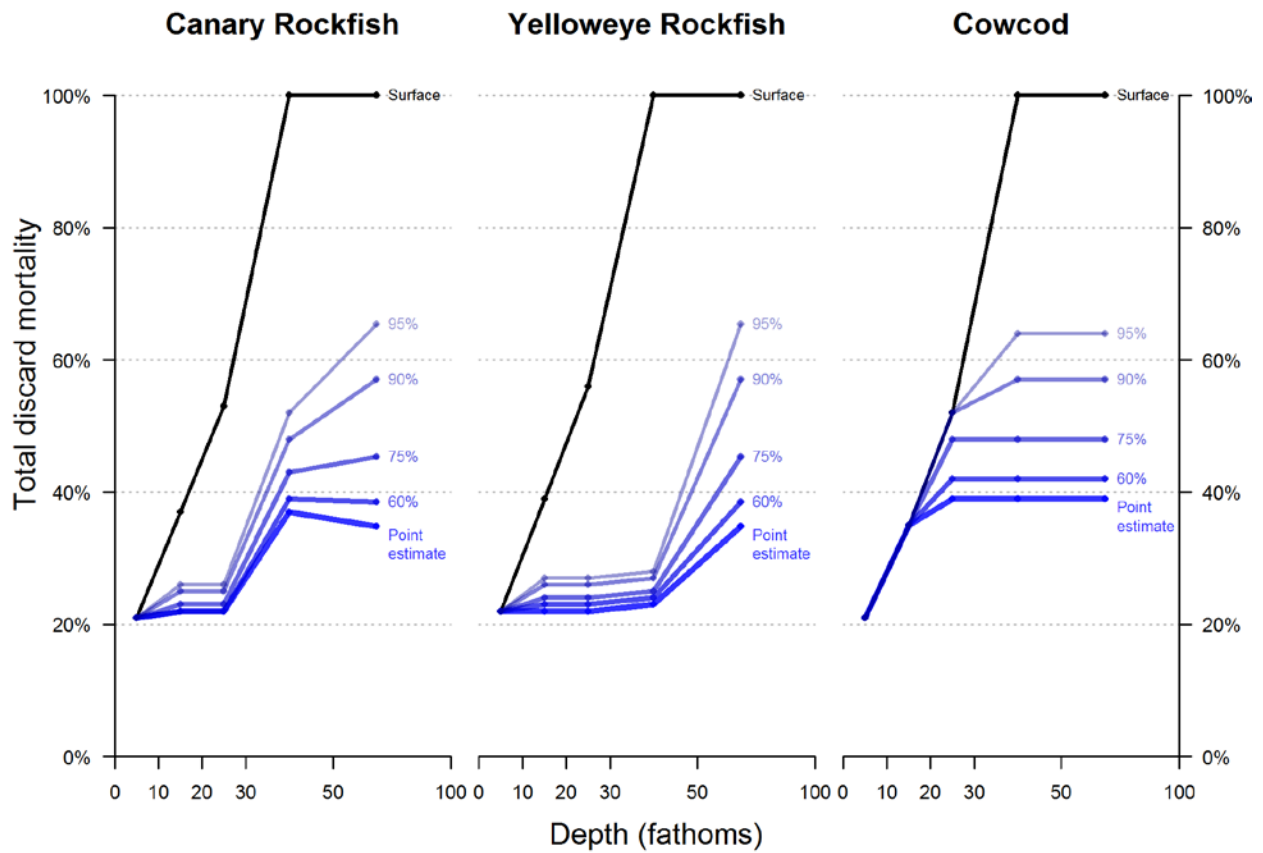 Canary Rockfish
Yelloweye Rockfish
Cowcod
Total discard mortality
100%
80%
60%
40%
20%
0%
Surface
95%
90%
75%
60%
Point
estimate
Surface
95%
90%
75%
60%
Point
estimate
Surface
95%
90%
75%
60%
Point
estimate
100%
80%
60%
40%
20%
0%
0 10 20 30 50 100
0 10 20 30 50 100
0 10 20 30 50 100
Depth (fathoms)